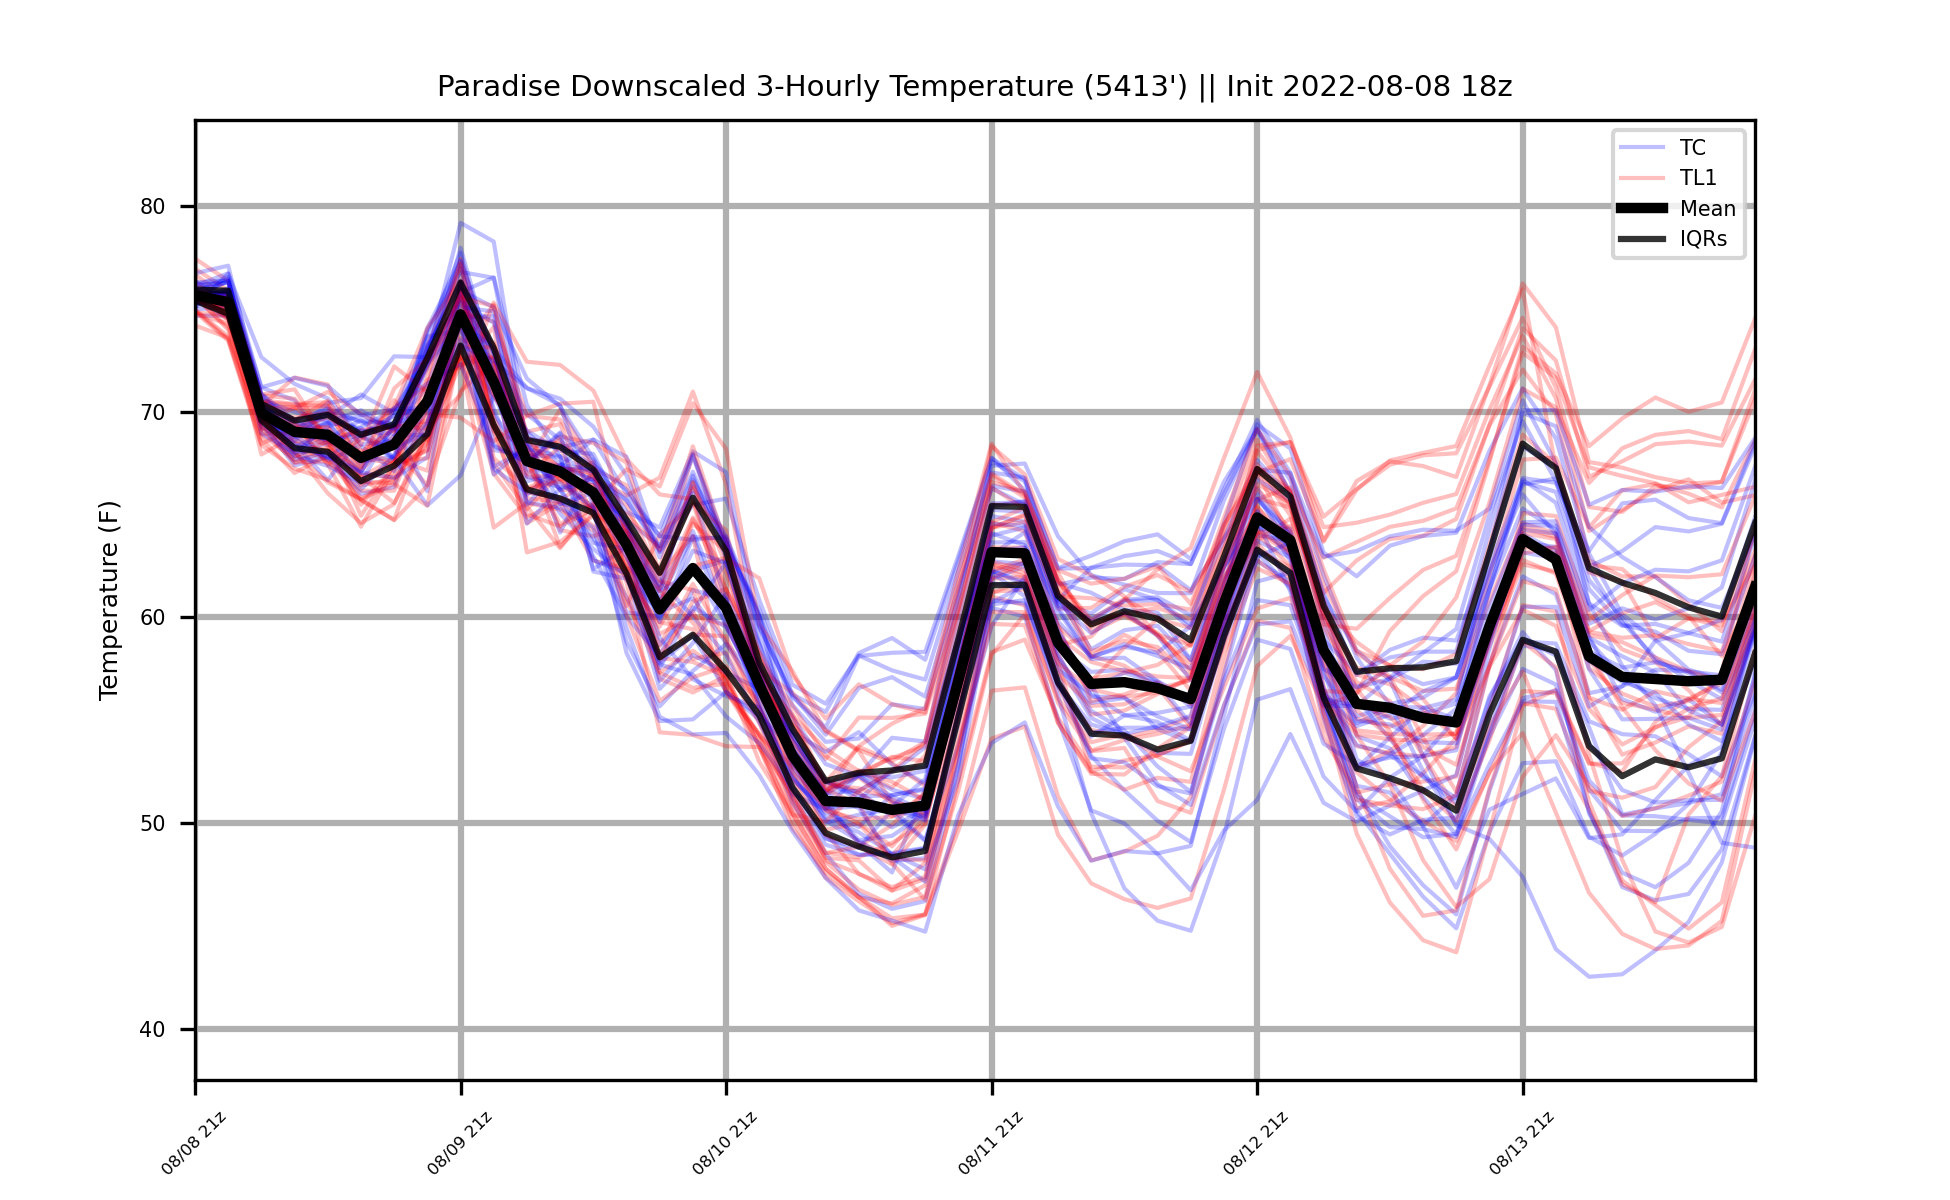 Paradise Downscaled 3-Hourly Temperature (5413') || Init 2022-08-08 18z
TC
TL1
Mean
IQRs
Temperature (F)
80
70
60
50
40
08/08 21z
08/09 21z
08/10 21z
08/11 21z
08/12 21z
08/13 21z